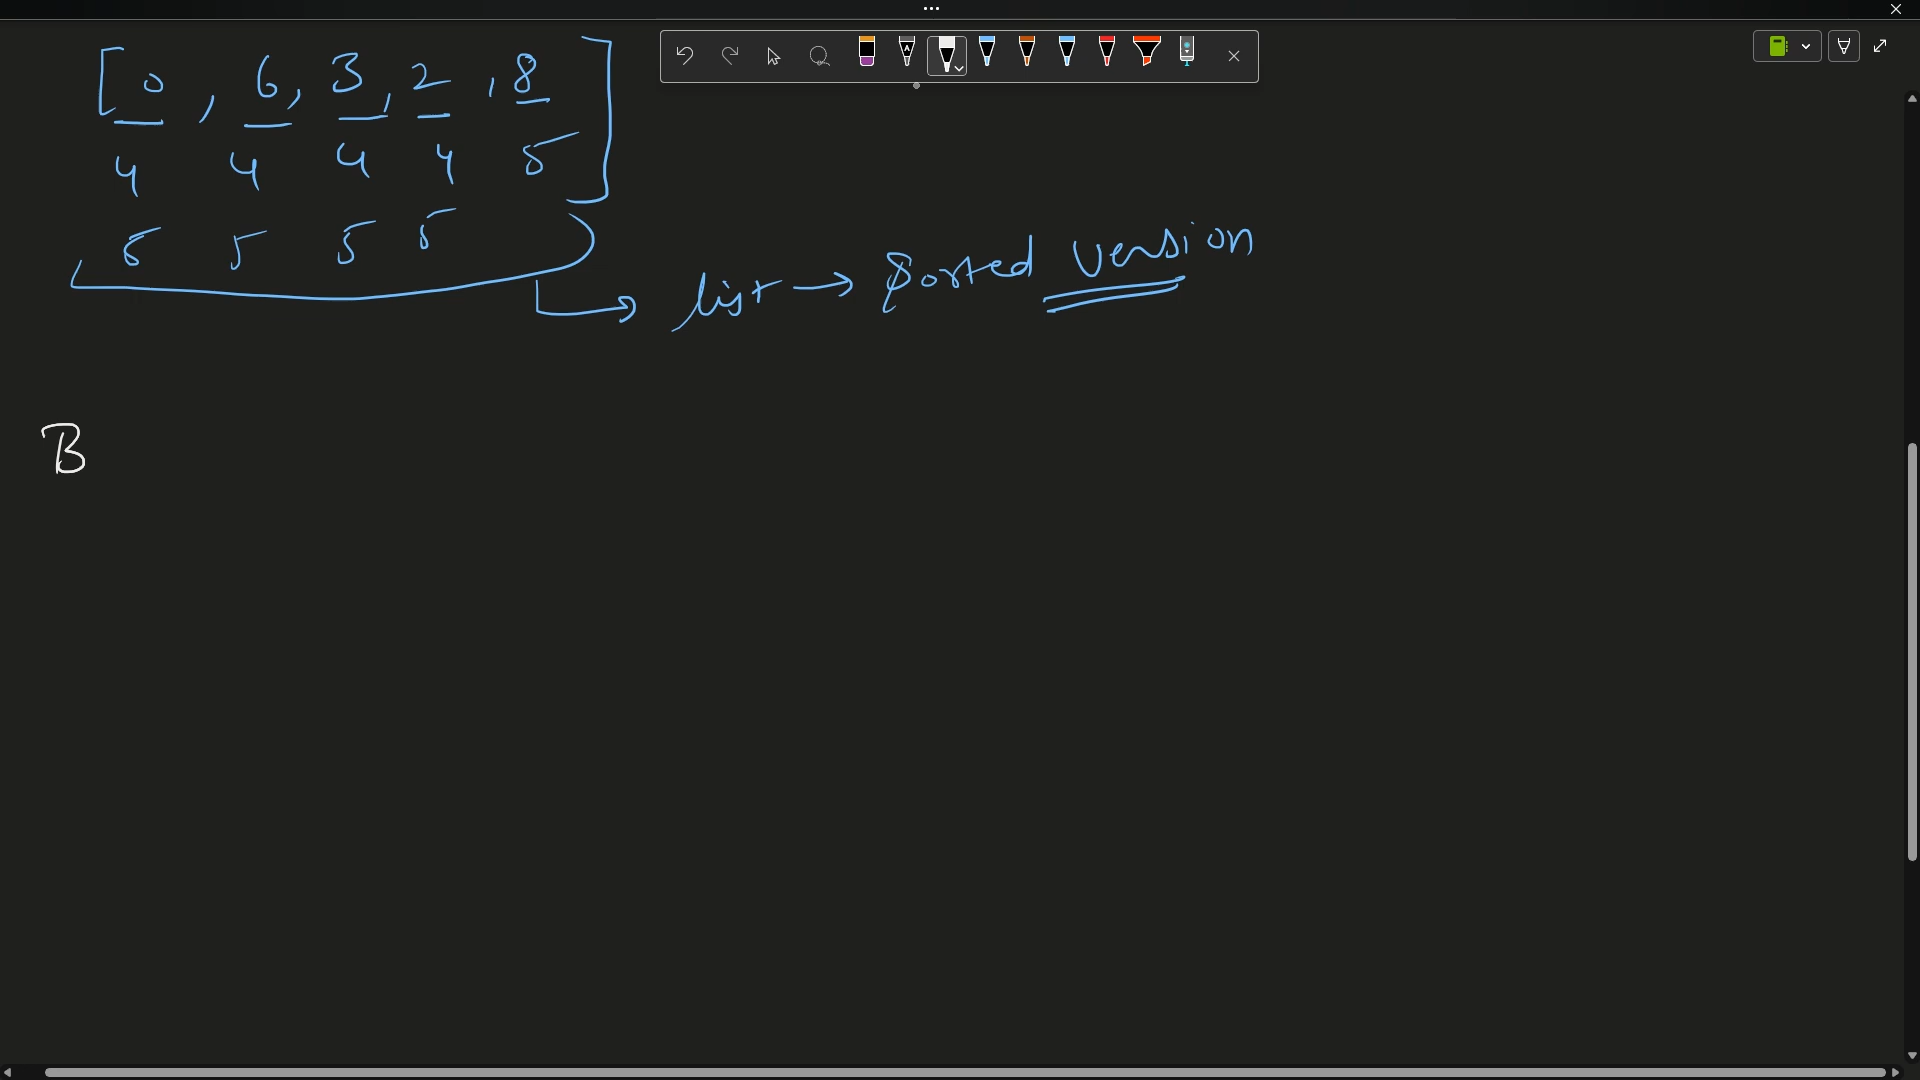 [0, 6, 3, 2, 8]
4 4 4 4 5
5 5 5 5
list → Sorted version
B